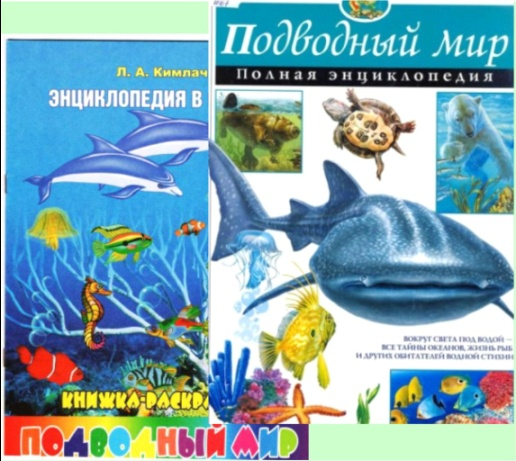 Л. А. Кимлач
ЭНЦИКЛОПЕДИЯ В
КНИЖКА-РАСКРА
ПОДВОДНЫЙ МИР
Подводный мир
Полная энциклопедия
ВОКРУГ СВЕТА ПОД ВОДОЙ —
ВСЕ ТАЙНЫ ОКЕАНОВ, ЖИЗНЬ РЫБ
И ДРУГИХ ОБИТАТЕЛЕЙ ВОДНОЙ СТИХИИ